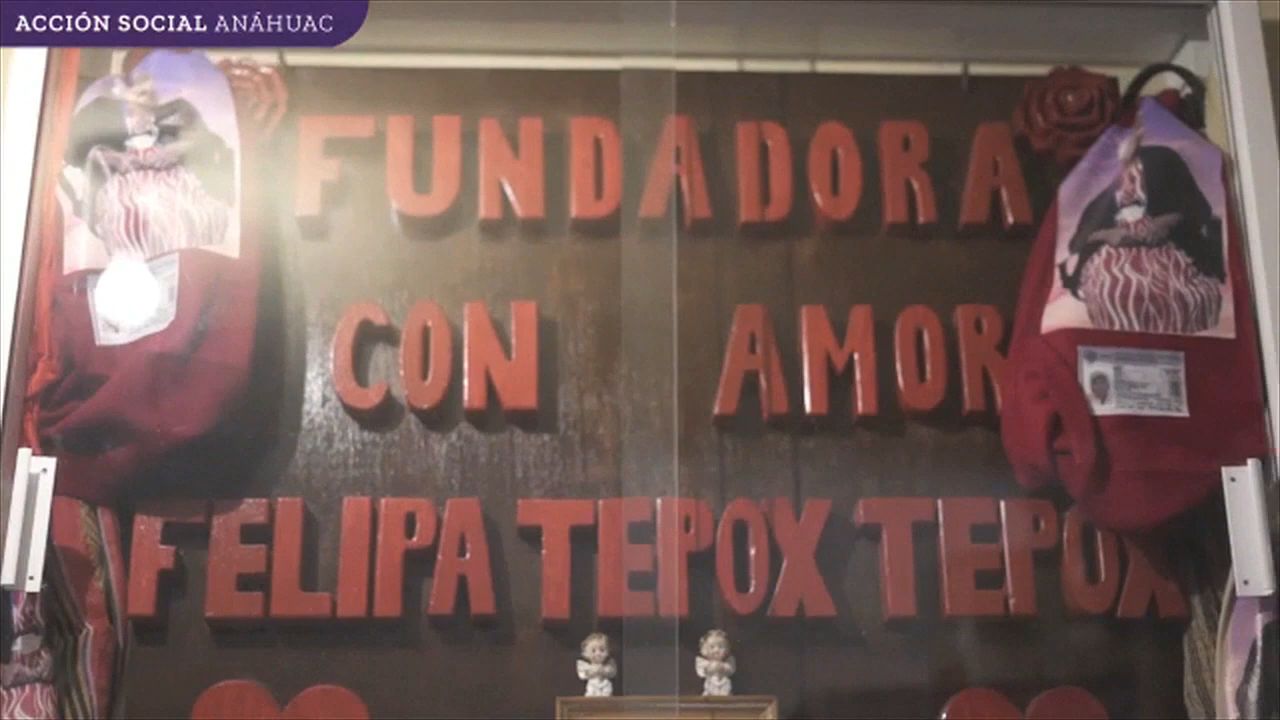 ACCIÓN SOCIAL ANÁHUAC
FUNDADORA
CON AMOR
FELIPA TEPOX TEPOX